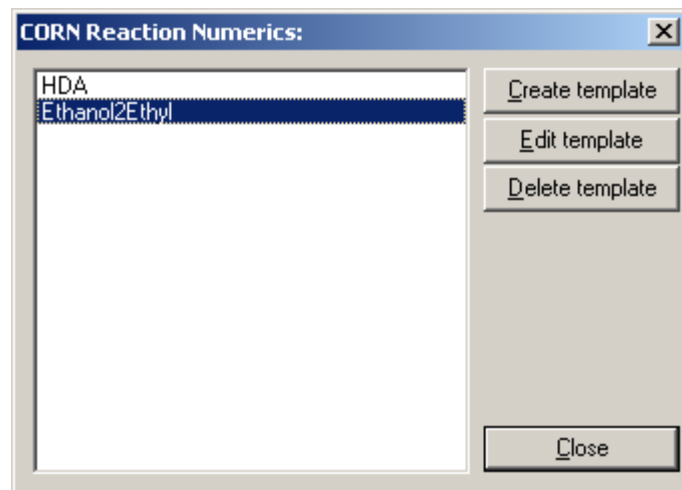 CORN Reaction Numerics:
HDA
Ethanol2Ethyl
Create template
Edit template
Delete template
Close